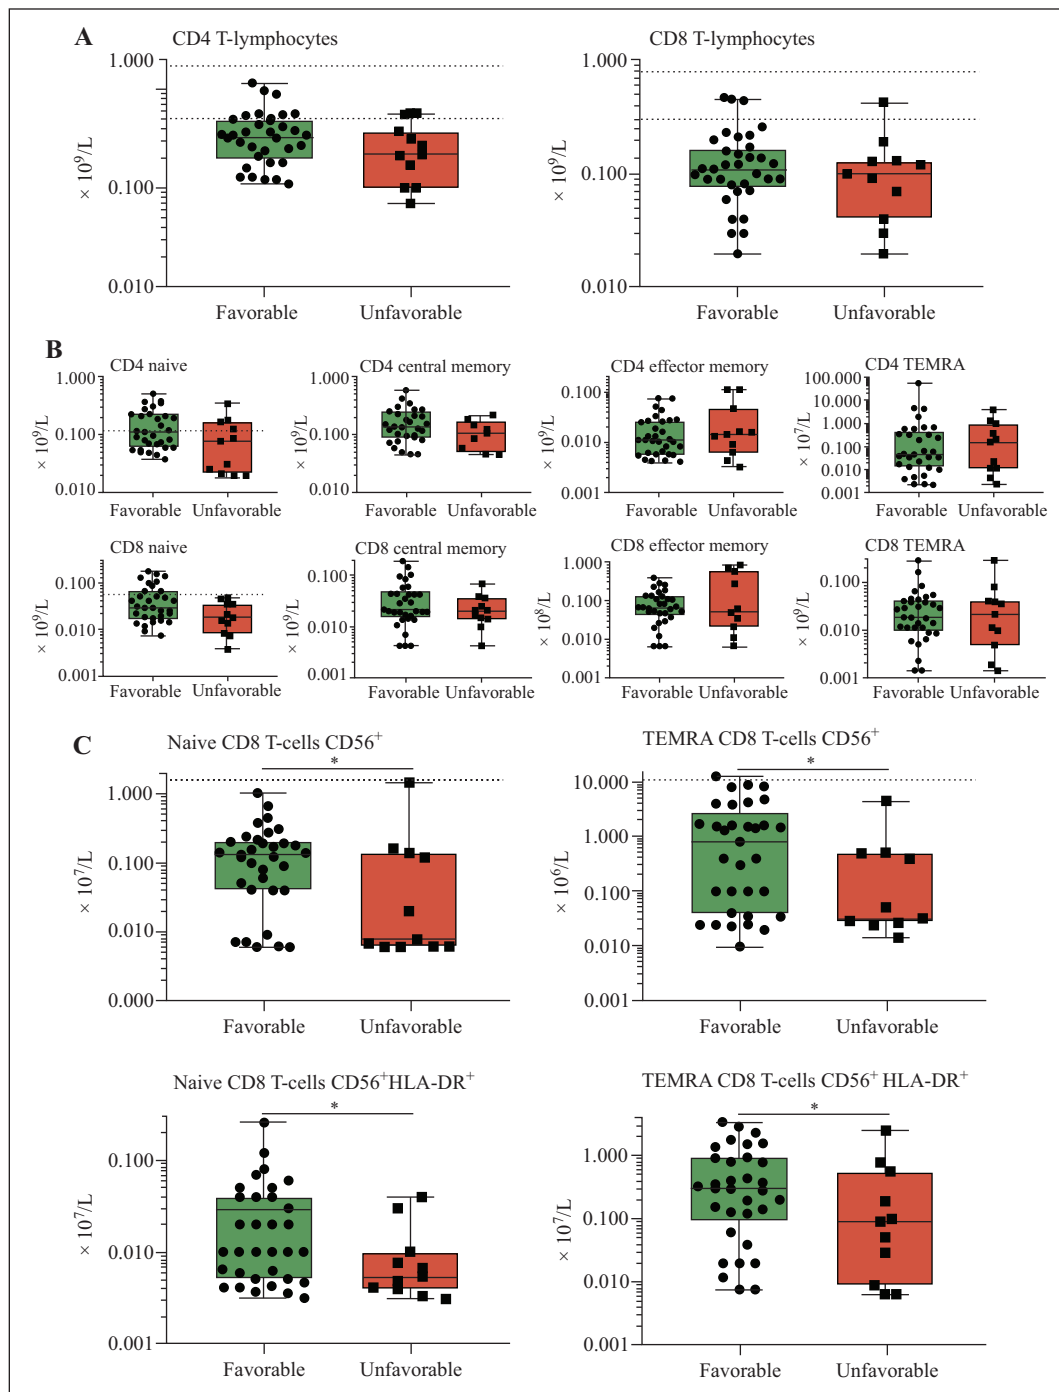 A
CD4 T-lymphocytes
CD8 T-lymphocytes
× 10⁹/L
1.000
0.100
0.010
Favorable
Unfavorable
× 10⁹/L
1.000
0.100
0.010
Favorable
Unfavorable
B
CD4 naive
CD4 central memory
CD4 effector memory
CD4 TEMRA
× 10⁹/L
1.000
0.100
0.010
Favorable
Unfavorable
× 10⁹/L
1.000
0.100
0.010
Favorable
Unfavorable
× 10⁹/L
0.100
0.010
0.001
Favorable
Unfavorable
× 10⁷/L
100.000
10.000
1.000
0.100
0.010
0.001
Favorable
Unfavorable
CD8 naive
CD8 central memory
CD8 effector memory
CD8 TEMRA
× 10⁹/L
0.100
0.010
0.001
Favorable
Unfavorable
× 10⁹/L
0.100
0.010
0.001
Favorable
Unfavorable
× 10⁸/L
1.000
0.100
0.010
0.001
Favorable
Unfavorable
× 10⁹/L
0.100
0.010
0.001
Favorable
Unfavorable
C
Naive CD8 T-cells CD56⁺
TEMRA CD8 T-cells CD56⁺
*
× 10⁷/L
1.000
0.100
0.010
0.000
Favorable
Unfavorable
*
× 10⁶/L
10.000
1.000
0.100
0.010
0.001
Favorable
Unfavorable
Naive CD8 T-cells CD56⁺HLA-DR⁺
TEMRA CD8 T-cells CD56⁺ HLA-DR⁺
*
× 10⁷/L
0.100
0.010
0.001
Favorable
Unfavorable
*
× 10⁷/L
1.000
0.100
0.010
0.001
Favorable
Unfavorable